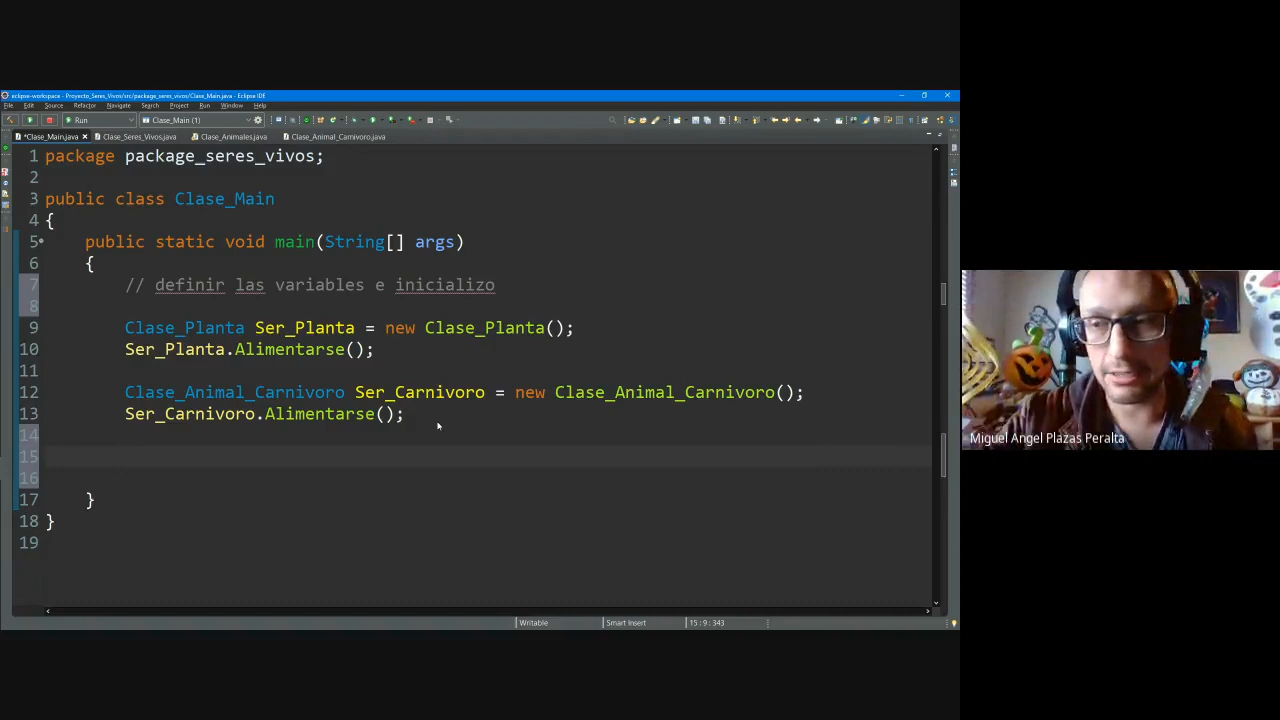 eclipse-workspace - Proyecto_Seres_Vivos/src/package_seres_vivos/Clase_Main.java - Eclipse IDE
File Edit Source Refactor Navigate Search Project Run Window Help
Run Clase_Main (1)
*Clase_Main.java Clase_Seres_Vivos.java Clase_Animales.java Clase_Animal_Carnivoro.java
1 package package_seres_vivos;
2
3 public class Clase_Main
4 {
5 public static void main(String[] args)
6 {
7 // definir las variables e inicializo
8
9 Clase_Planta Ser_Planta = new Clase_Planta();
10 Ser_Planta.Alimentarse();
11
12 Clase_Animal_Carnivoro Ser_Carnivoro = new Clase_Animal_Carnivoro();
13 Ser_Carnivoro.Alimentarse();
14
15
16
17 }
18 }
19
Writable Smart Insert 15 : 9 : 343
Miguel Angel Plazas Peralta